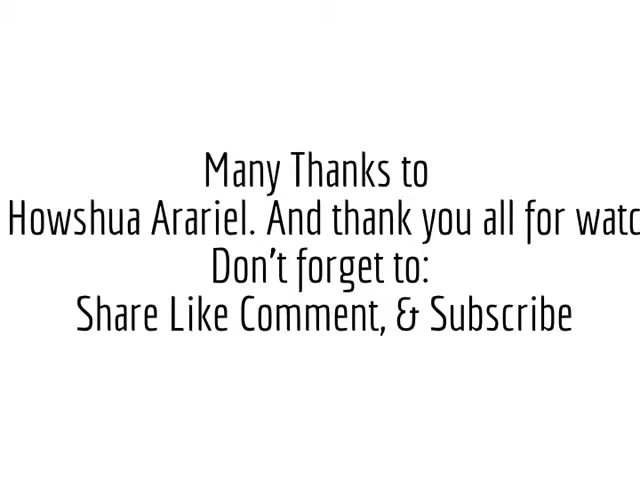 Many Thanks to
Howshua Arariel. And thank you all for watc
Don't forget to:
Share Like Comment, & Subscribe